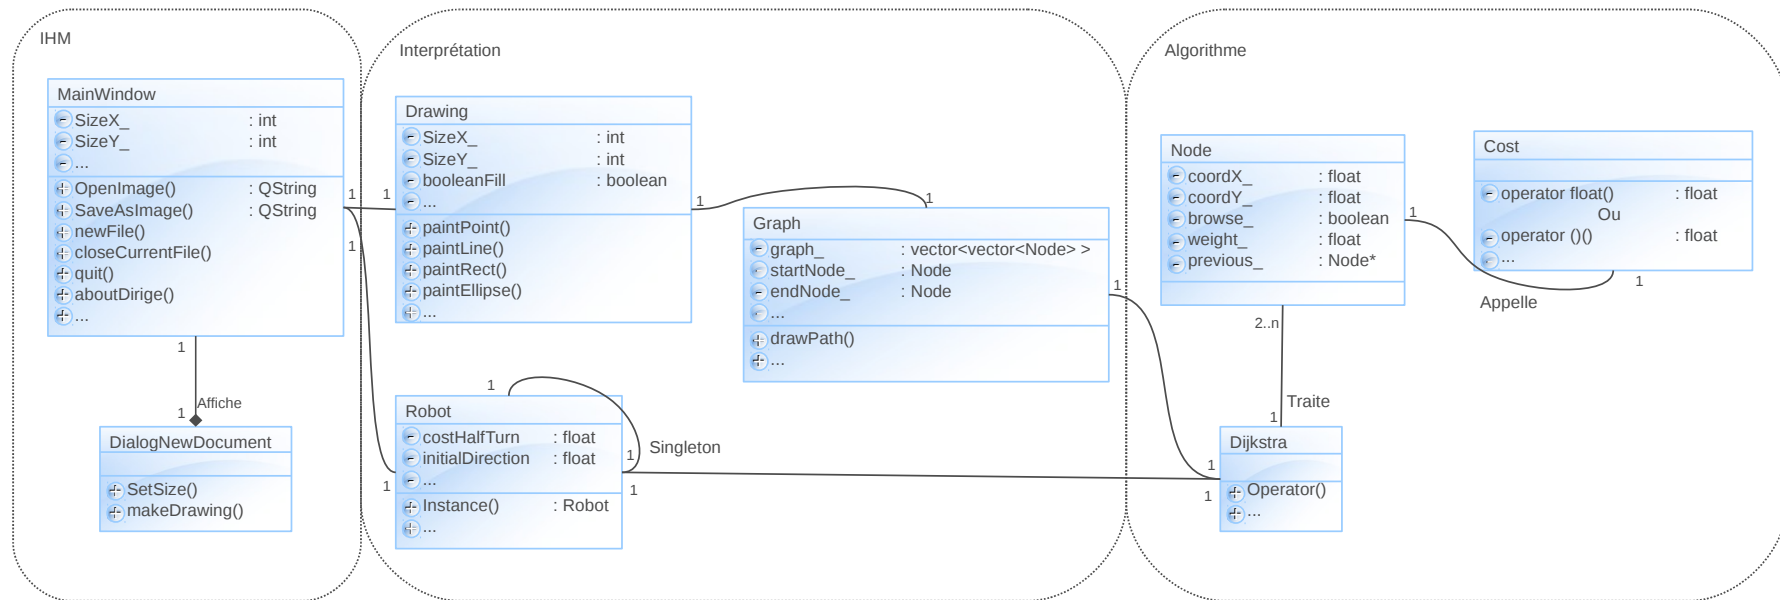 IHM
MainWindow
SizeX_ : int
SizeY_ : int
...
OpenImage() : QString
SaveAsImage() : QString
newFile()
closeCurrentFile()
quit()
aboutDirige()
...
1
1
1
Affiche
1
DialogNewDocument
SetSize()
makeDrawing()
Interprétation
1
Drawing
SizeX_ : int
SizeY_ : int
booleanFill : boolean
...
paintPoint()
paintLine()
paintRect()
paintEllipse()
...
1
1
Graph
graph_ : vector<vector<Node> >
startNode_ : Node
endNode_ : Node
...
drawPath()
...
1
1
Robot
costHalfTurn : float
initialDirection : float
...
Instance() : Robot
...
1
1
Singleton
1
Algorithme
Node
coordX_ : float
coordY_ : float
browse_ : boolean
weight_ : float
previous_ : Node*
1
Cost
operator float() : float
Ou
operator ()() : float
...
1
Appelle
2..n
Traite
1
Dijkstra
Operator()
...
1
1